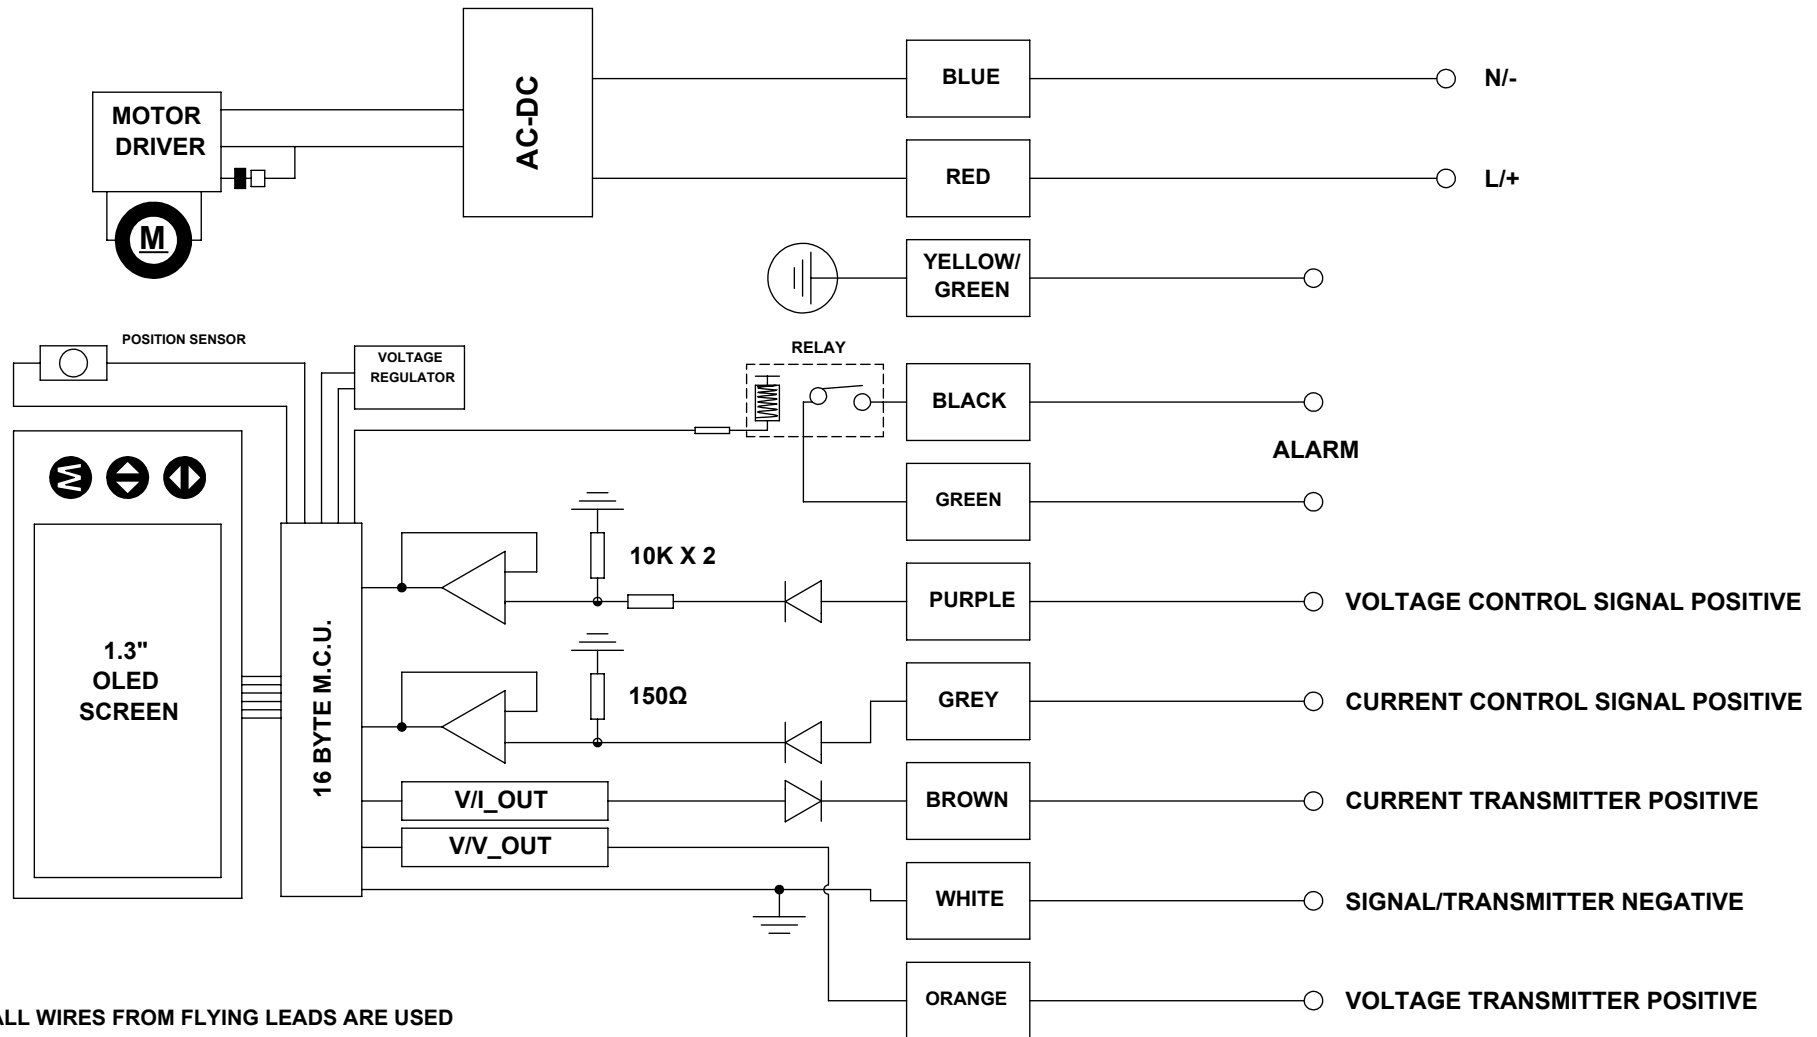 BLUE
N/-
MOTOR
DRIVER
AC-DC
RED
L/+
M
YELLOW/
GREEN
POSITION SENSOR
VOLTAGE
REGULATOR
RELAY
BLACK
ALARM
GREEN
10K X 2
PURPLE
VOLTAGE CONTROL SIGNAL POSITIVE
M
1.3"
OLED
SCREEN
16 BYTE M.C.U.
150Ω
GREY
CURRENT CONTROL SIGNAL POSITIVE
V/I_OUT
BROWN
CURRENT TRANSMITTER POSITIVE
V/V_OUT
WHITE
SIGNAL/TRANSMITTER NEGATIVE
ORANGE
VOLTAGE TRANSMITTER POSITIVE
ALL WIRES FROM FLYING LEADS ARE USED